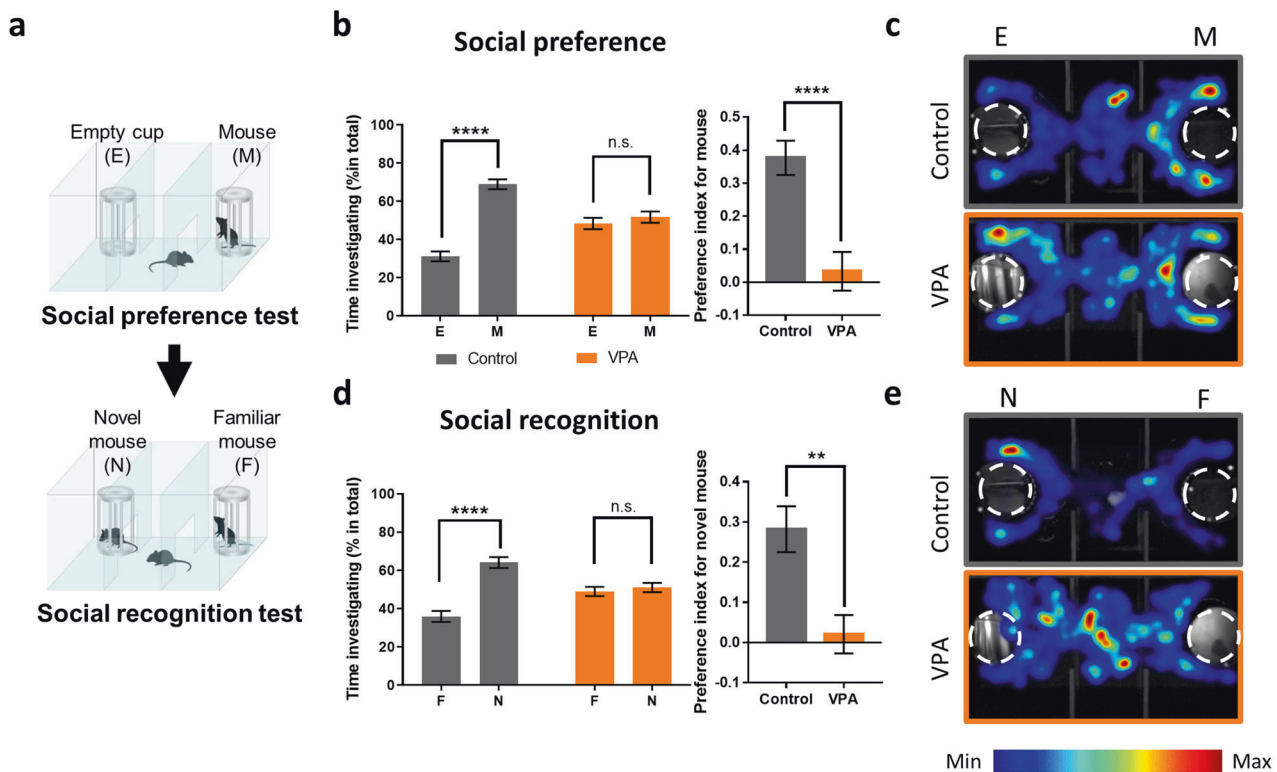 a
Empty cup
(E)
Mouse
(M)
Social preference test
Novel
mouse
(N)
Familiar
mouse
(F)
Social recognition test
b
Social preference
Time investigating (%in total)
100
80
60
40
20
0
****
n.s.
E
M
E
M
Control
VPA
Preference index for mouse
0.4
0.3
0.2
0.1
0.0
-0.1
****
Control
VPA
c
E
M
Control
VPA
d
Social recognition
Time investigating (% in total)
100
80
60
40
20
0
****
n.s.
F
N
F
N
Preference index for novel mouse
0.4
0.3
0.2
0.1
0.0
-0.1
**
Control
VPA
e
N
F
Control
VPA
Min
Max